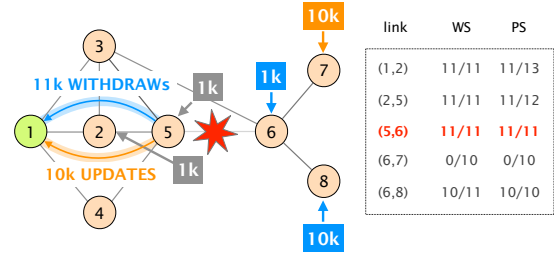 10k
3
7
11k WITHDRAWs
1k
1k
1
2
5
6
10k UPDATES
1k
8
4
10k
link WS PS
(1,2) 11/11 11/13
(2,5) 11/11 11/12
(5,6) 11/11 11/11
(6,7) 0/10 0/10
(6,8) 10/11 10/10